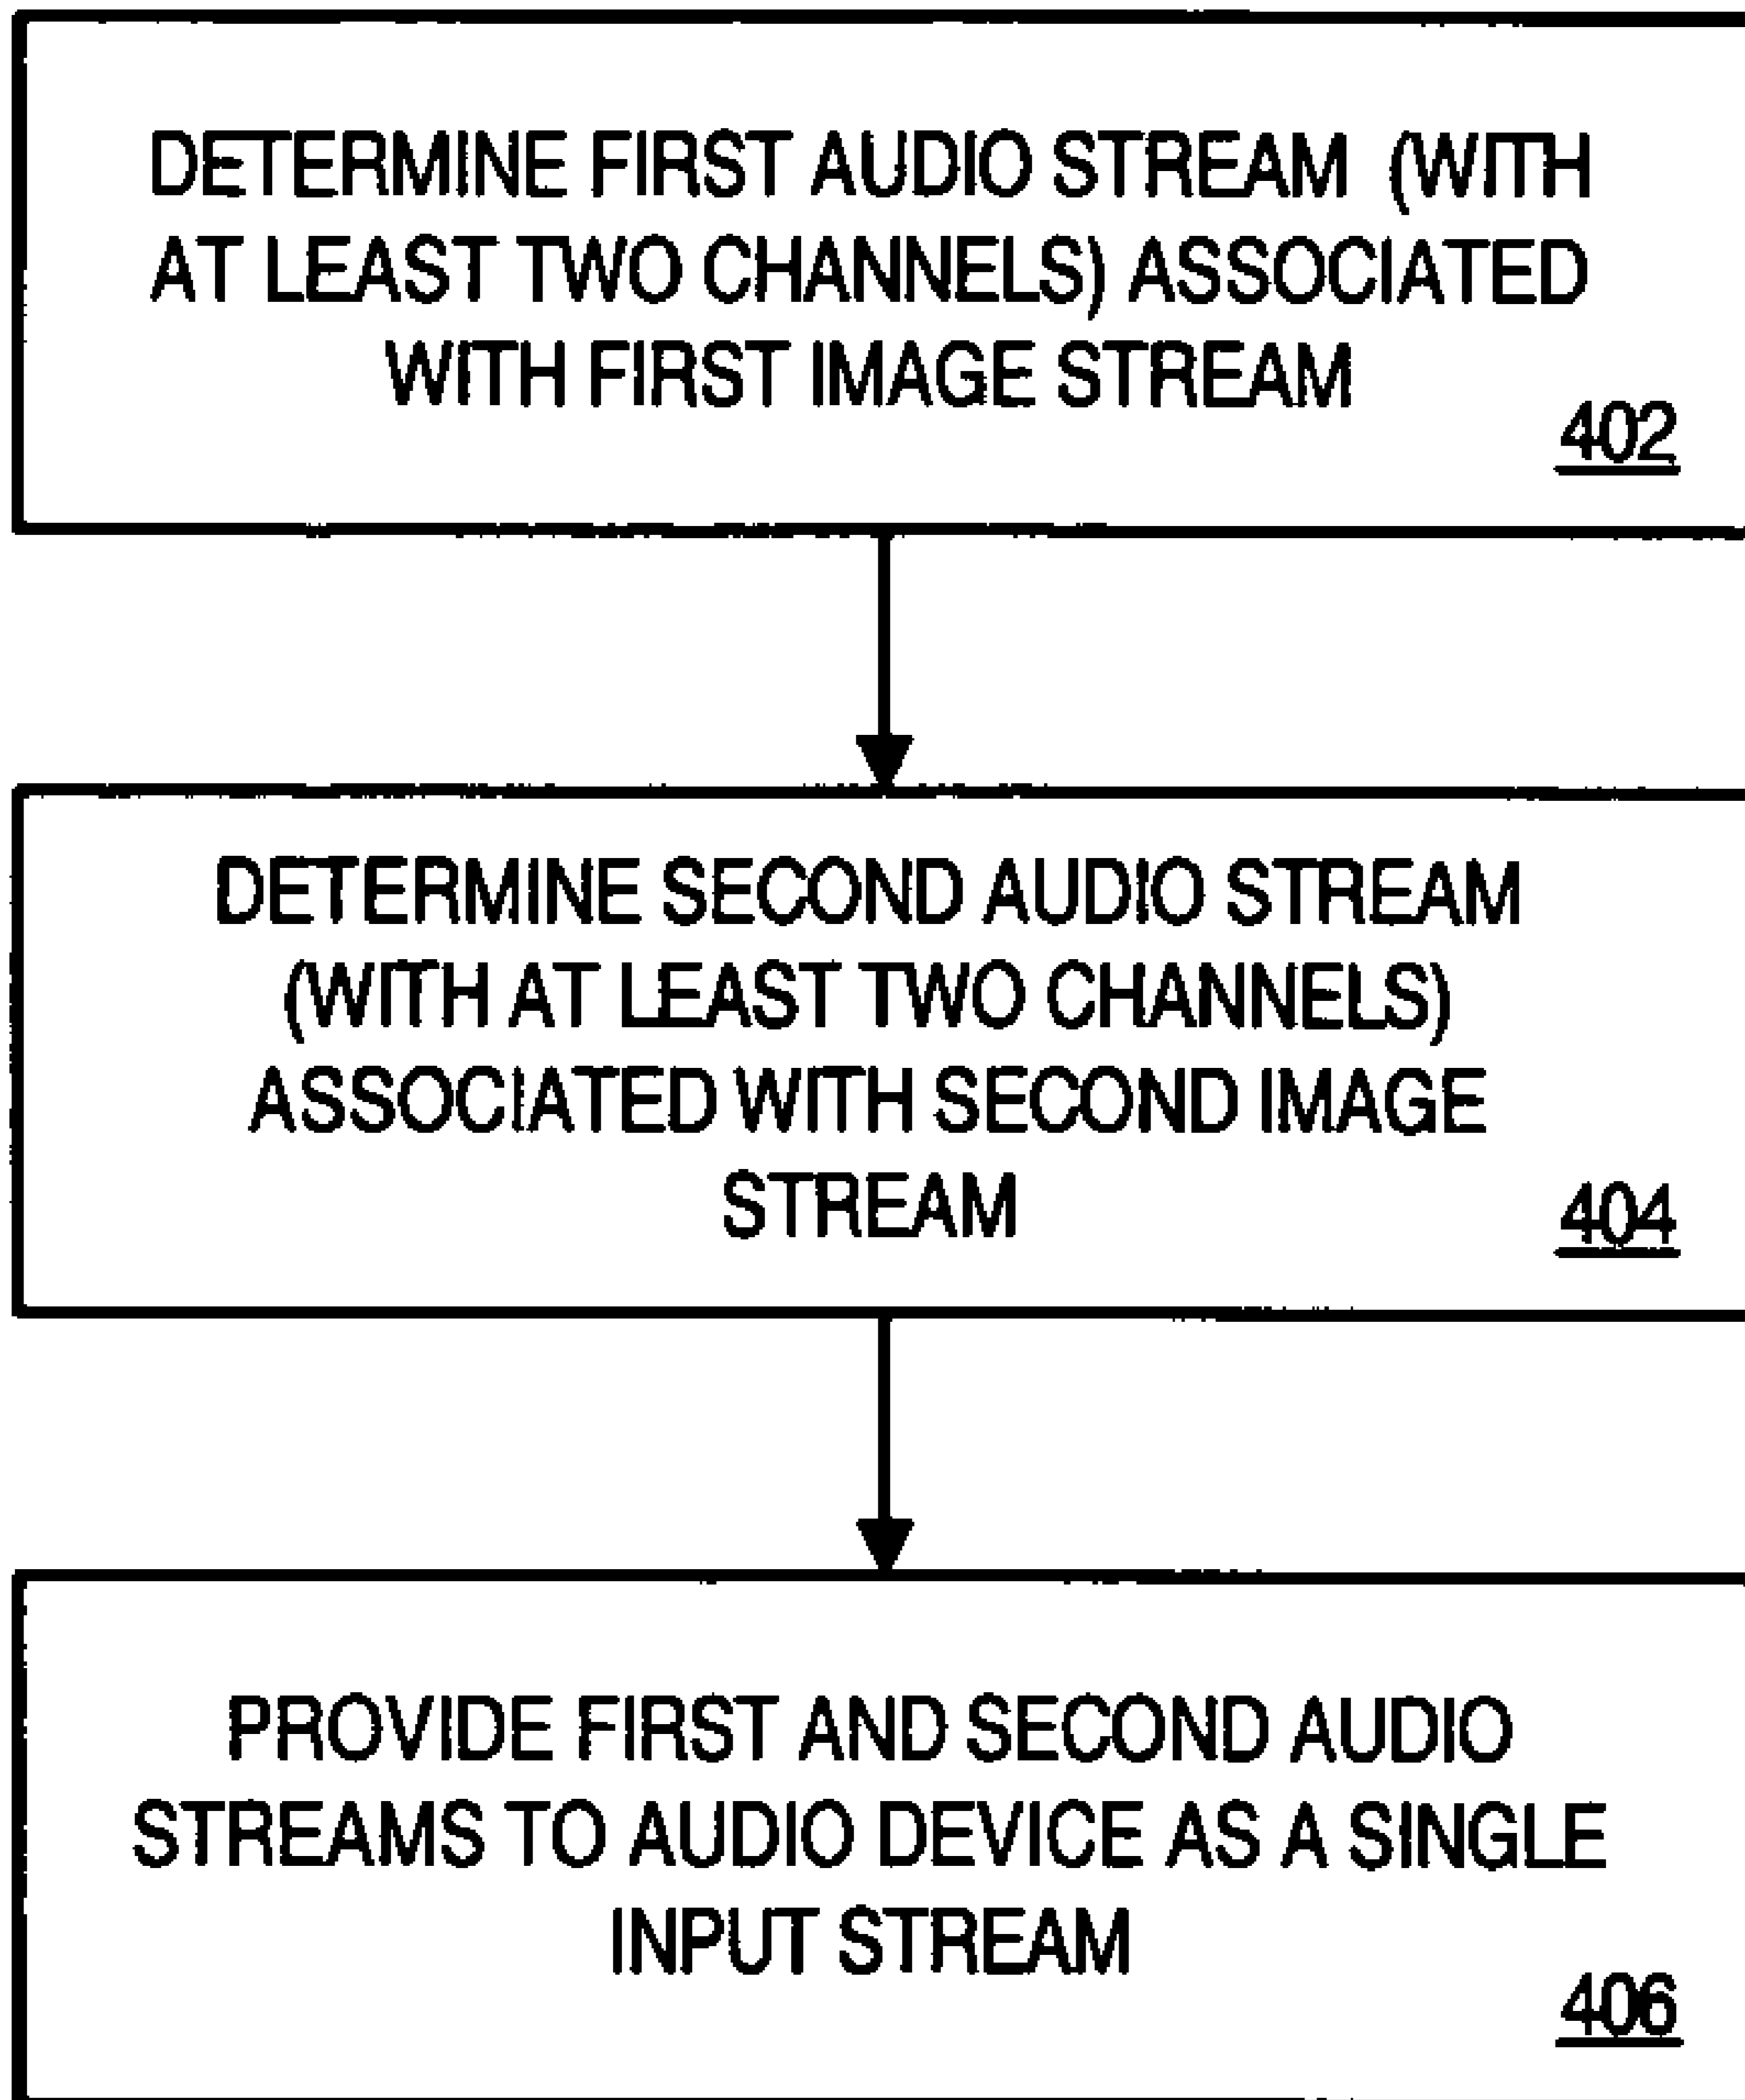 DETERMINE FIRST AUDIO STREAM (WITH
AT LEAST TWO CHANNELS) ASSOCIATED
WITH FIRST IMAGE STREAM
402
DETERMINE SECOND AUDIO STREAM
(WITH AT LEAST TWO CHANNELS)
ASSOCIATED WITH SECOND IMAGE
STREAM
404
PROVIDE FIRST AND SECOND AUDIO
STREAMS TO AUDIO DEVICE AS A SINGLE
INPUT STREAM
406